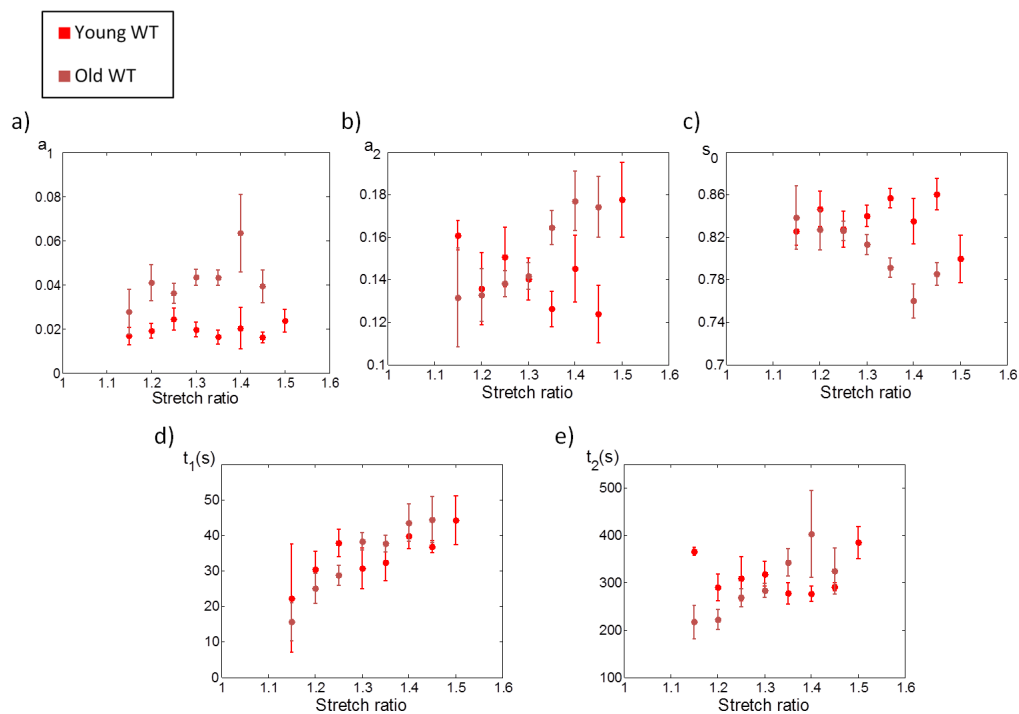 Young WT
Old WT
a)
a1
0.1
0.08
0.06
0.04
0.02
0
1 1.1 1.2 1.3 1.4 1.5 1.6
Stretch ratio
b)
a2
0.2
0.18
0.16
0.14
0.12
0.1
1 1.1 1.2 1.3 1.4 1.5 1.6
Stretch ratio
c)
s0
0.86
0.82
0.78
0.74
0.7
1 1.1 1.2 1.3 1.4 1.5 1.6
Stretch ratio
d)
t1(s)
60
50
40
30
20
10
0
1 1.1 1.2 1.3 1.4 1.5 1.6
Stretch ratio
e)
t2(s)
550
500
400
300
200
100
1 1.1 1.2 1.3 1.4 1.5 1.6
Stretch ratio